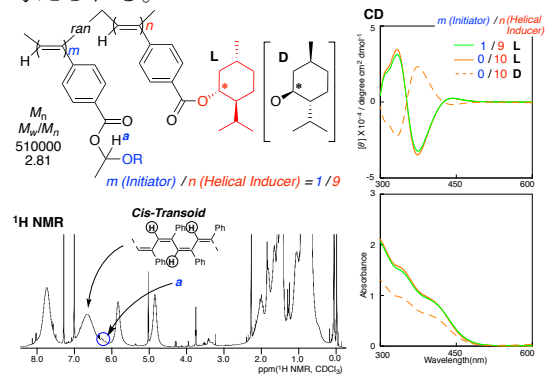 CD
m (Initiator) / n (Helical Inducer)
1 / 9 L
0 / 10 L
0 / 10 D
[θ] X 10⁻⁴ / degree cm² dmol⁻¹
5
0
-5
300 450 600
ran
n
m
H
H
L
D
*
*
O
O
O
O
O
H
a
OR
Mn
Mw/Mn
510000
2.81
m (Initiator) / n (Helical Inducer) = 1 / 9
¹H NMR
Cis-Transoid
H Ph H Ph
Ph H Ph Ph
a
8.0 7.0 6.0 5.0 4.0 3.0 2.0 1.0 0.0
ppm(¹H NMR, CDCl₃)
Absorbance
3
2
1
0
300 450 600
Wavelength(nm)